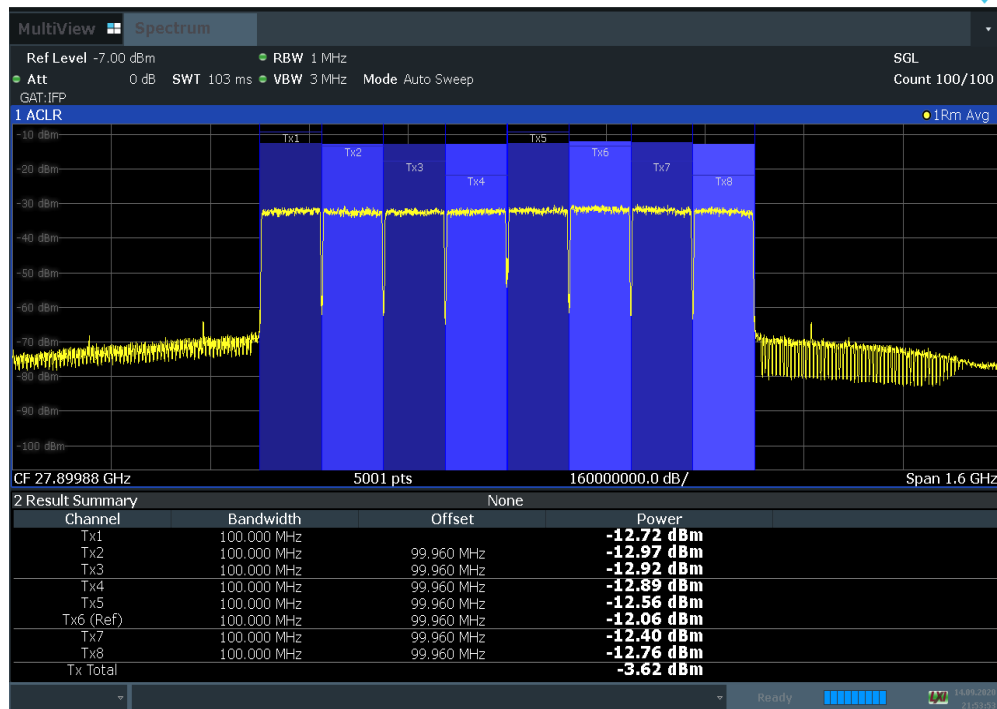 MultiView Spectrum
Ref Level -7.00 dBm RBW 1 MHz SGL
Att 0 dB SWT 103 ms VBW 3 MHz Mode Auto Sweep Count 100/100
GAT:IFP
1 ACLR 1Rm Avg
-10 dBm
Tx1 Tx5
Tx2 Tx6
-20 dBm Tx3 Tx7
Tx4 Tx8
-30 dBm
-40 dBm
-50 dBm
-60 dBm
-70 dBm
-80 dBm
-90 dBm
-100 dBm
CF 27.89988 GHz 5001 pts 160000000.0 dB/ Span 1.6 GHz
2 Result Summary None
Channel Bandwidth Offset Power
Tx1 100.000 MHz -12.72 dBm
Tx2 100.000 MHz 99.960 MHz -12.97 dBm
Tx3 100.000 MHz 99.960 MHz -12.92 dBm
Tx4 100.000 MHz 99.960 MHz -12.89 dBm
Tx5 100.000 MHz 99.960 MHz -12.56 dBm
Tx6 (Ref) 100.000 MHz 99.960 MHz -12.06 dBm
Tx7 100.000 MHz 99.960 MHz -12.40 dBm
Tx8 100.000 MHz 99.960 MHz -12.76 dBm
Tx Total -3.62 dBm
Ready 14.09.2020
21:53:53